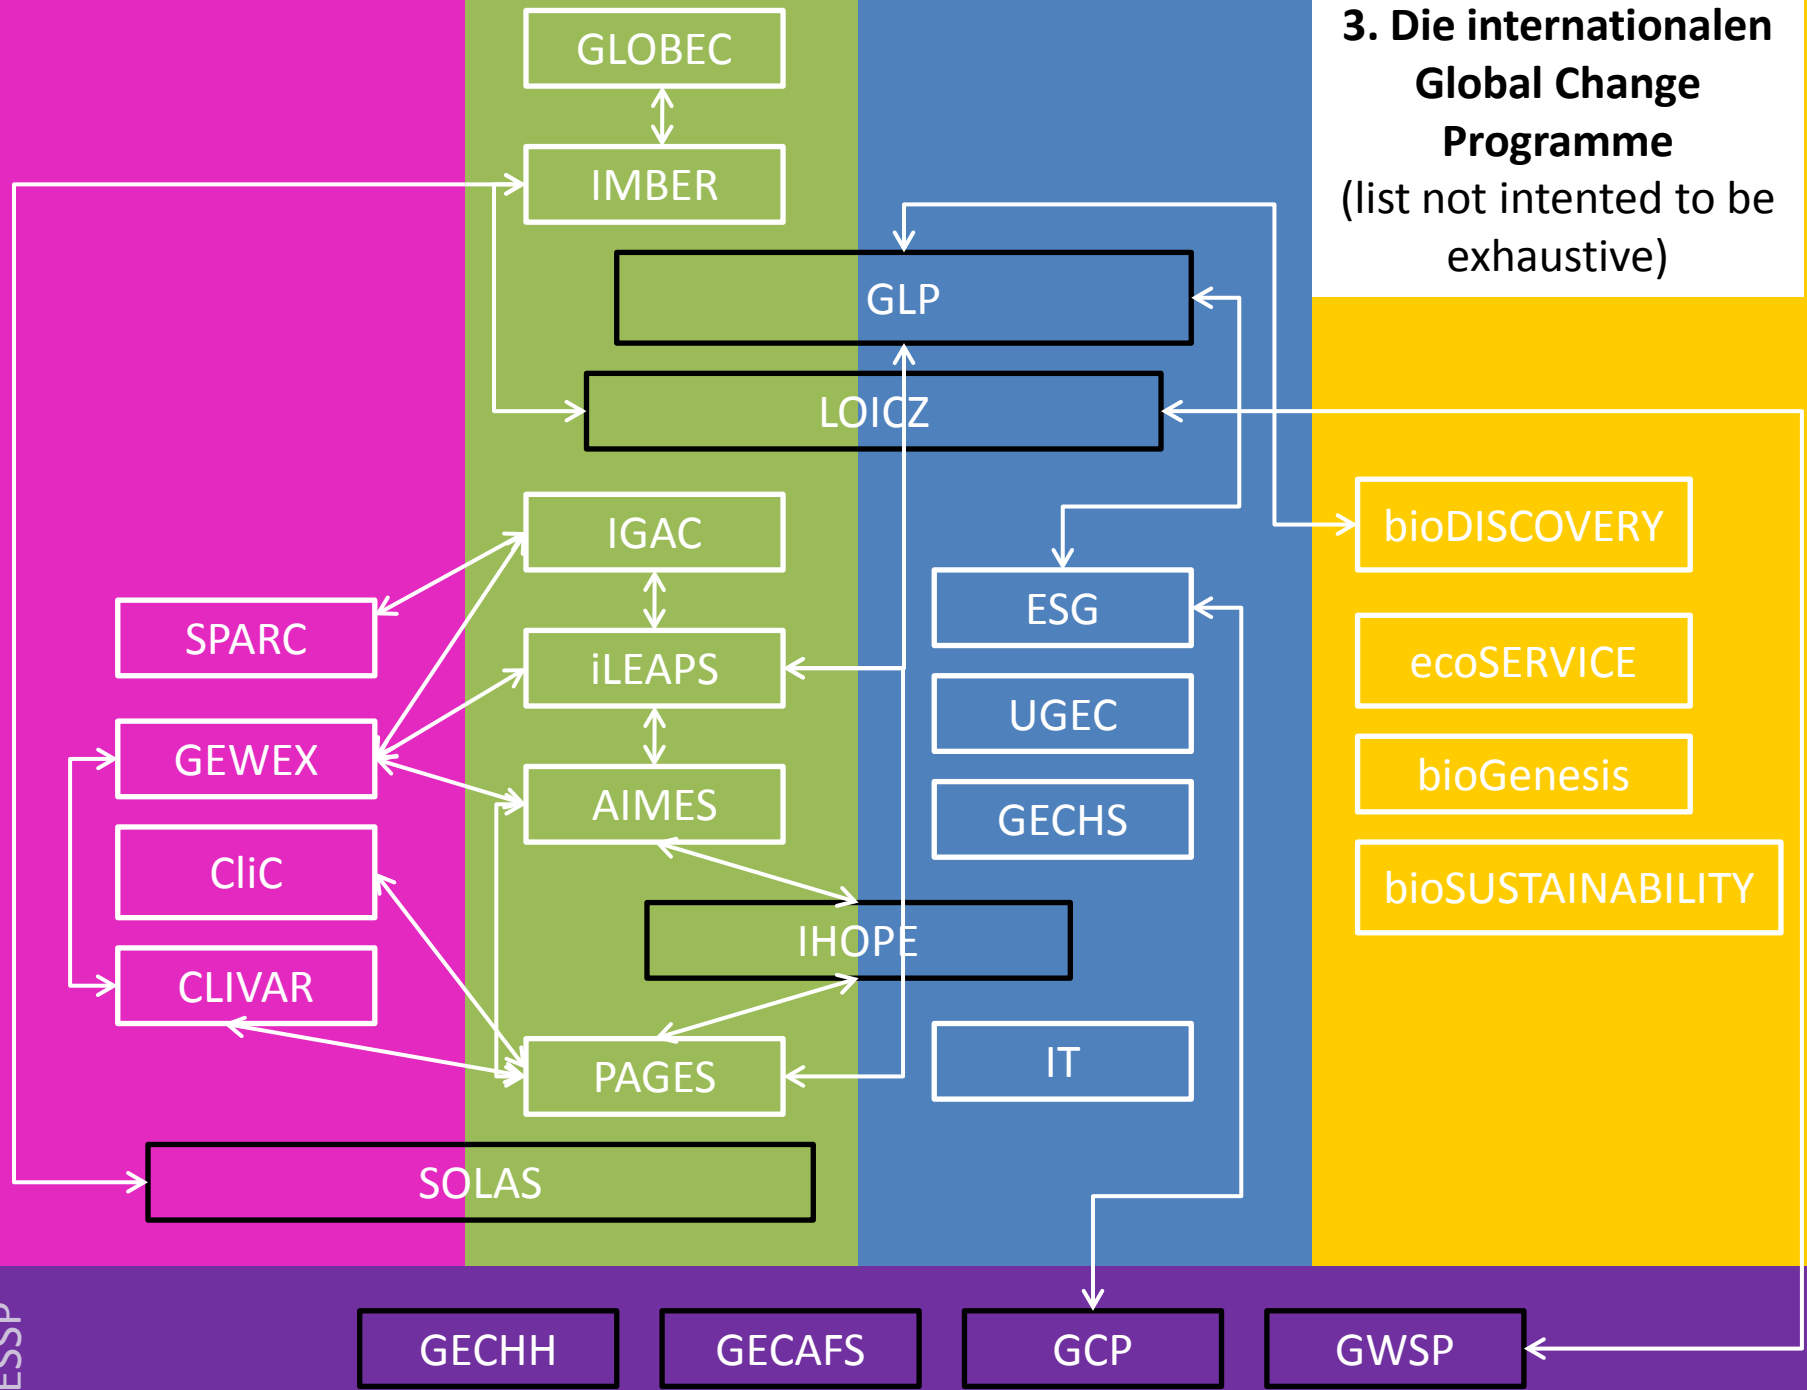 3. Die internationalen
Global Change
Programme
(list not intented to be
exhaustive)
GLOBEC
IMBER
GLP
LOICZ
IGAC
bioDISCOVERY
SPARC
ESG
iLEAPS
ecoSERVICE
UGEC
GEWEX
AIMES
bioGenesis
GECHS
CliC
bioSUSTAINABILITY
IHOPE
CLIVAR
IT
PAGES
SOLAS
ESSP
GECHH
GECAFS
GCP
GWSP